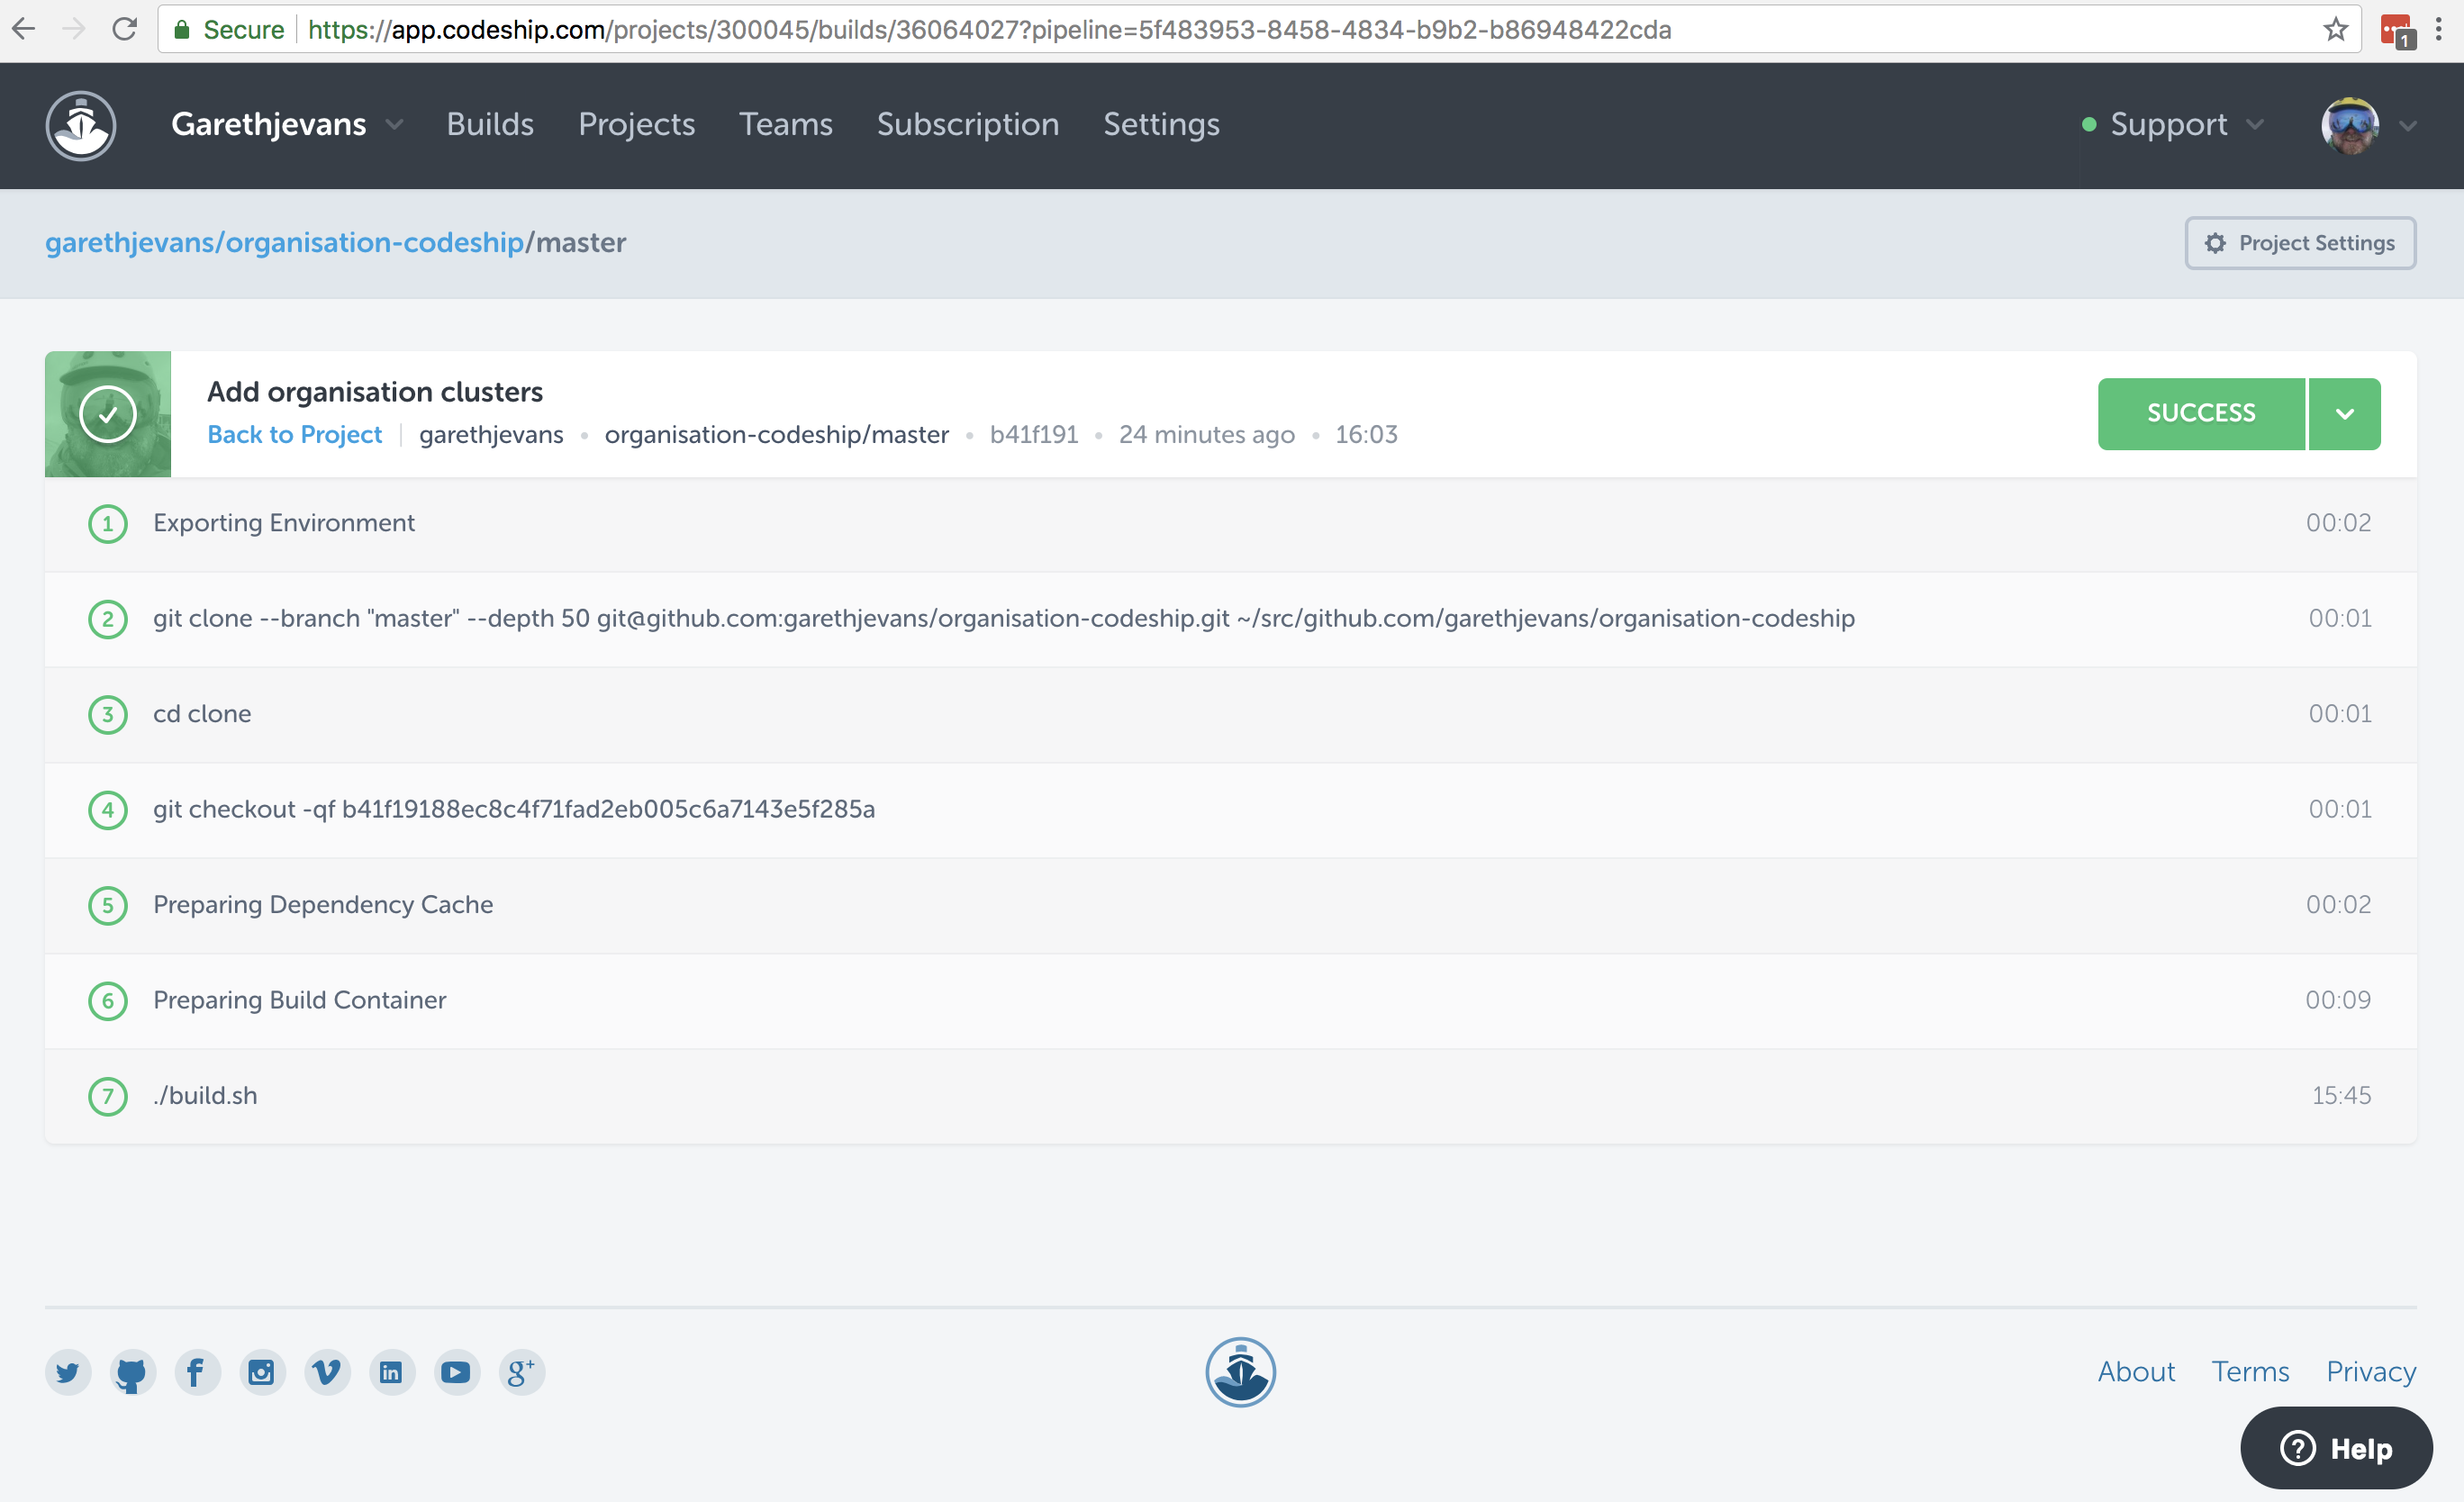 Secure https://app.codeship.com/projects/300045/builds/36064027?pipeline=5f483953-8458-4834-b9b2-b86948422cda 1
Garethjevans Builds Projects Teams Subscription Settings Support
garethjevans/organisation-codeship/master Project Settings
Add organisation clusters
SUCCESS
Back to Project garethjevans • organisation-codeship/master • b41f191 • 24 minutes ago • 16:03
1 Exporting Environment 00:02
2 git clone --branch "master" --depth 50 git@github.com:garethjevans/organisation-codeship.git ~/src/github.com/garethjevans/organisation-codeship 00:01
3 cd clone 00:01
4 git checkout -qf b41f19188ec8c4f71fad2eb005c6a7143e5f285a 00:01
5 Preparing Dependency Cache 00:02
6 Preparing Build Container 00:09
7 ./build.sh 15:45
About Terms Privacy
Help